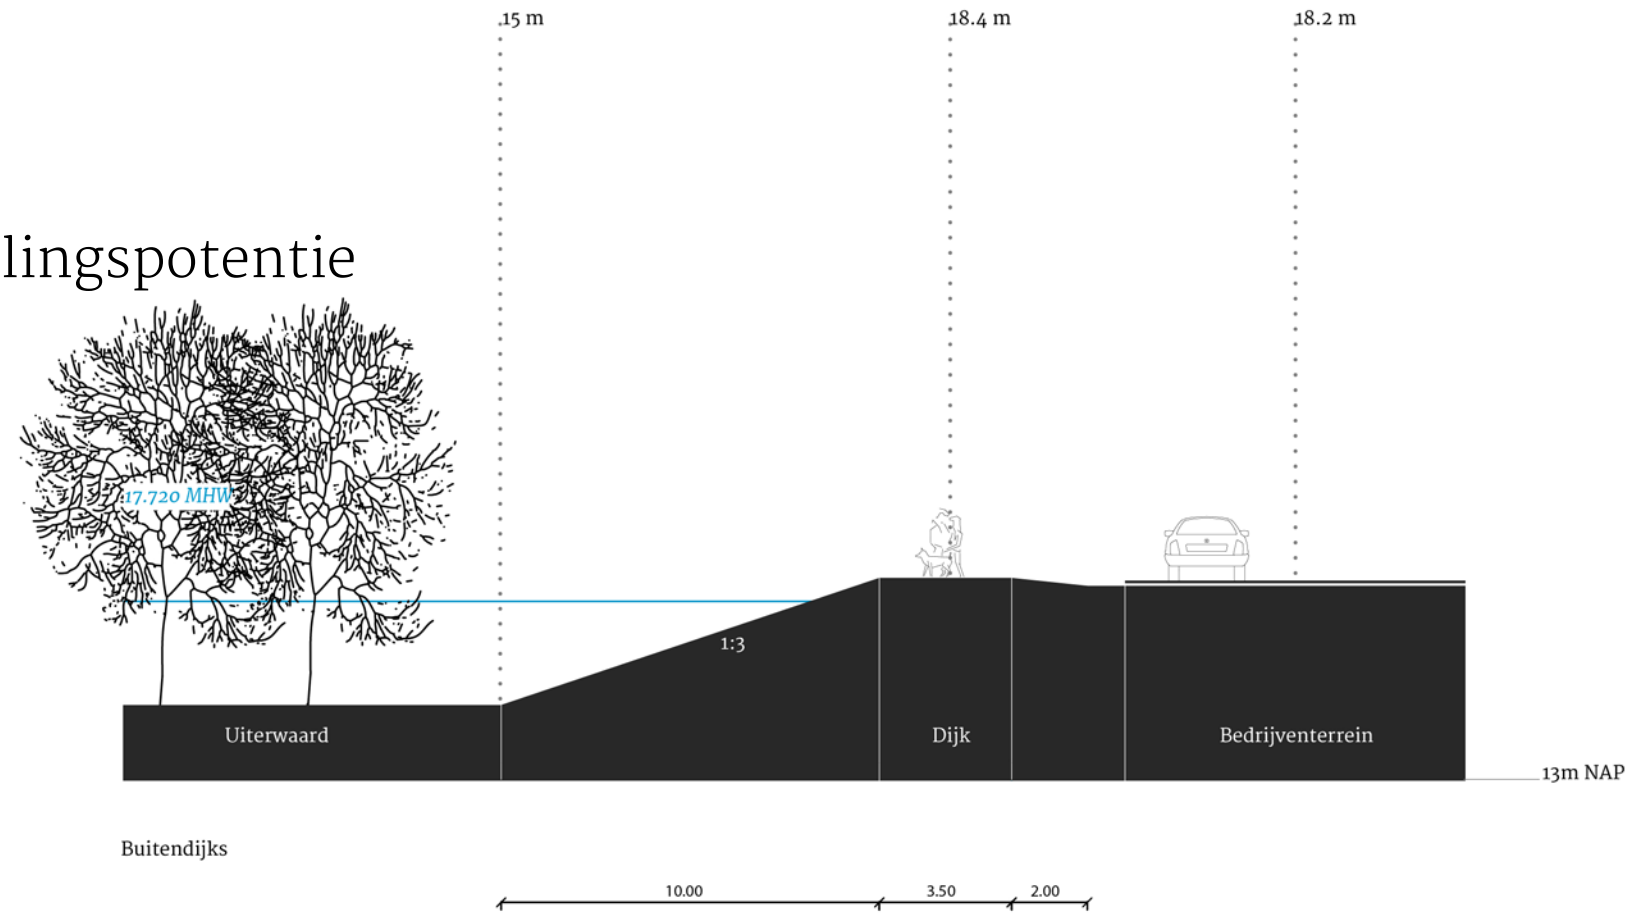 15 m
18.4 m
18.2 m
lingspotentie
17.720 MHW
1:3
Uiterwaard
Dijk
Bedrijventerrein
13m NAP
Buitendijks
10.00
3.50
2.00